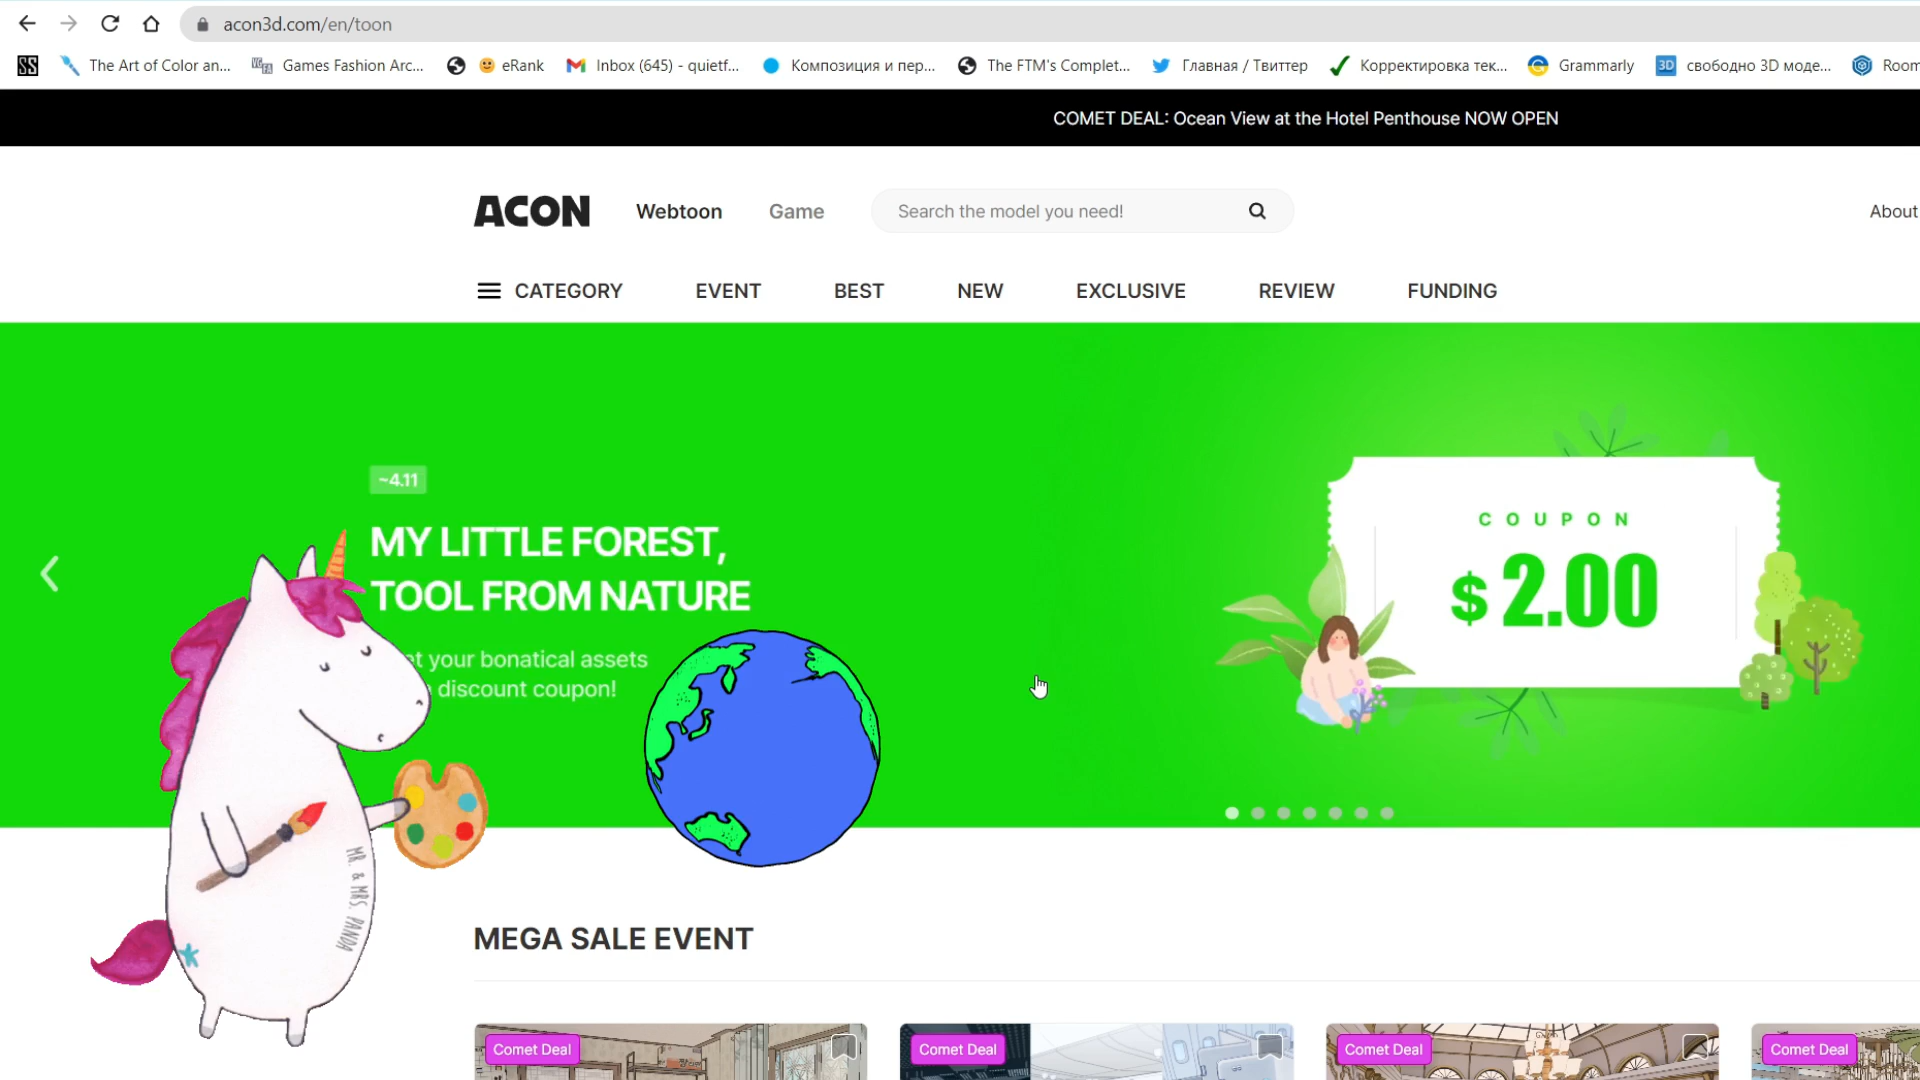 acon3d.com/en/toon
The Art of Color an...
Games Fashion Arc...
eRank
Inbox (645) - quietf...
Композиция и пер...
The FTM's Complet...
Главная / Твиттер
Корректировка тек...
Grammarly
3D
свободно 3D моде...
Room
COMET DEAL: Ocean View at the Hotel Penthouse NOW OPEN
ACON
Webtoon
Game
Search the model you need!
About
CATEGORY
EVENT
BEST
NEW
EXCLUSIVE
REVIEW
FUNDING
~4.11
MY LITTLE FOREST,
TOOL FROM NATURE
your bonatical assets
discount coupon!
COUPON
$ 2.00
MR. & MRS. PANDA
MEGA SALE EVENT
Comet Deal
Comet Deal
Comet Deal
Comet Deal